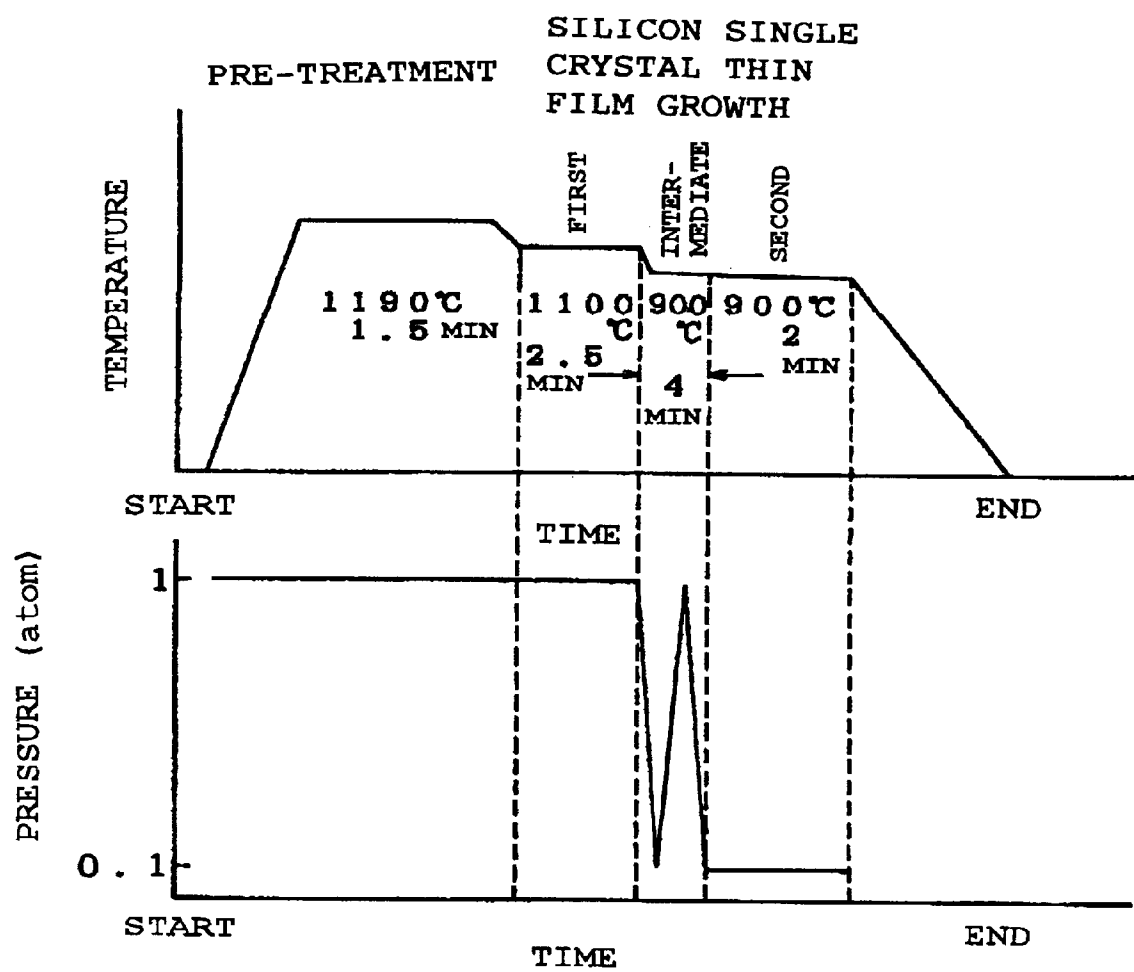 SILICON SINGLE
PRE-TREATMENT CRYSTAL THIN
FILM GROWTH
TEMPERATURE
FIRST
INTER-
MEDIATE
SECOND
1190℃
1.5 MIN
1100
℃
2.5
MIN
900
℃
4
MIN
900℃
2
MIN
START
END
TIME
PRESSURE (atom)
1
0.1
START
END
TIME